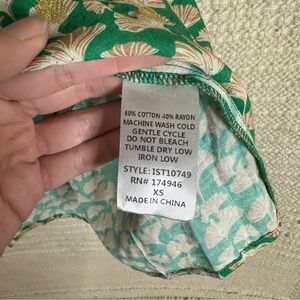 60% COTTON 40% RAYON
MACHINE WASH COLD
GENTLE CYCLE
DO NOT BLEACH
TUMBLE DRY LOW
IRON LOW
STYLE: IST10749
RN# 174946
XS
MADE IN CHINA